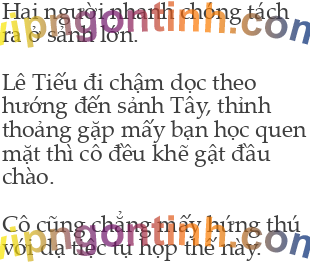 Hai người nhanh chóng tách
ra ở sảnh lớn.
Lê Tiếu đi chậm dọc theo
hướng đến sảnh Tây, thỉnh
thoảng gặp mấy bạn học quen
mặt thì cô đều khẽ gật đầu
chào.
Cô cũng chẳng mấy hứng thú
với dạ tiệc tụ họp thế này.
vipngontinh.com
vipngontinh.com